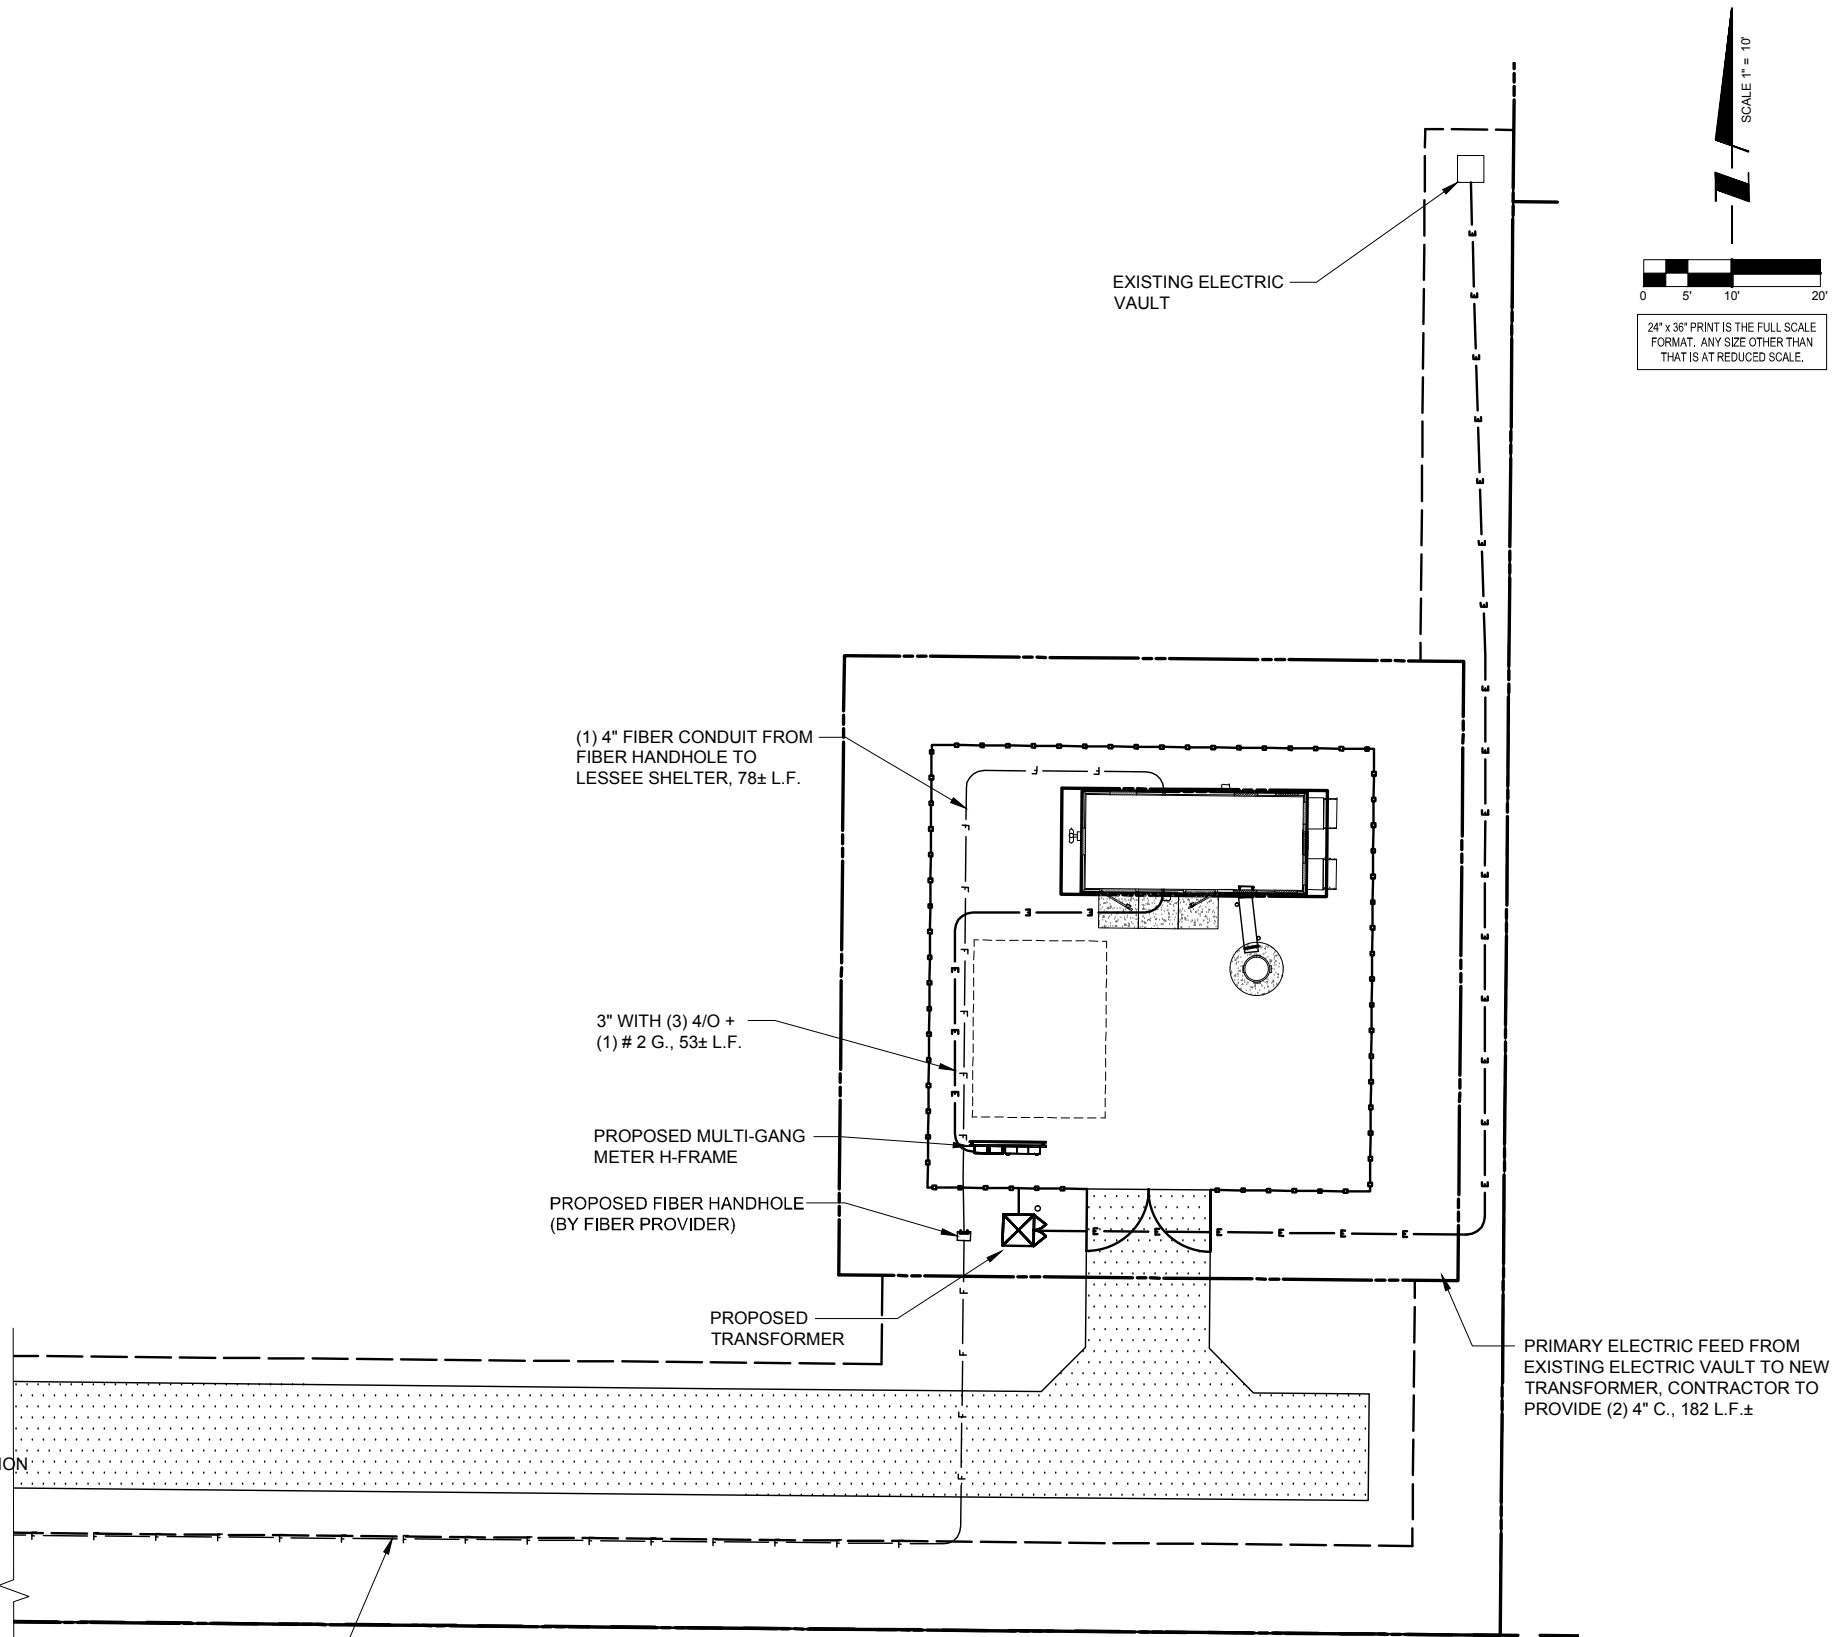 SCALE 1" = 10'
0 5' 10' 20'
24" x 36" PRINT IS THE FULL SCALE
FORMAT. ANY SIZE OTHER THAN
THAT IS AT REDUCED SCALE.
EXISTING ELECTRIC
VAULT
(1) 4" FIBER CONDUIT FROM
FIBER HANDHOLE TO
LESSEE SHELTER, 78± L.F.
3" WITH (3) 4/O +
(1) # 2 G., 53± L.F.
PROPOSED MULTI-GANG
METER H-FRAME
PROPOSED FIBER HANDHOLE
(BY FIBER PROVIDER)
PROPOSED
TRANSFORMER
PRIMARY ELECTRIC FEED FROM
EXISTING ELECTRIC VAULT TO NEW
TRANSFORMER, CONTRACTOR TO
PROVIDE (2) 4" C., 182 L.F.±